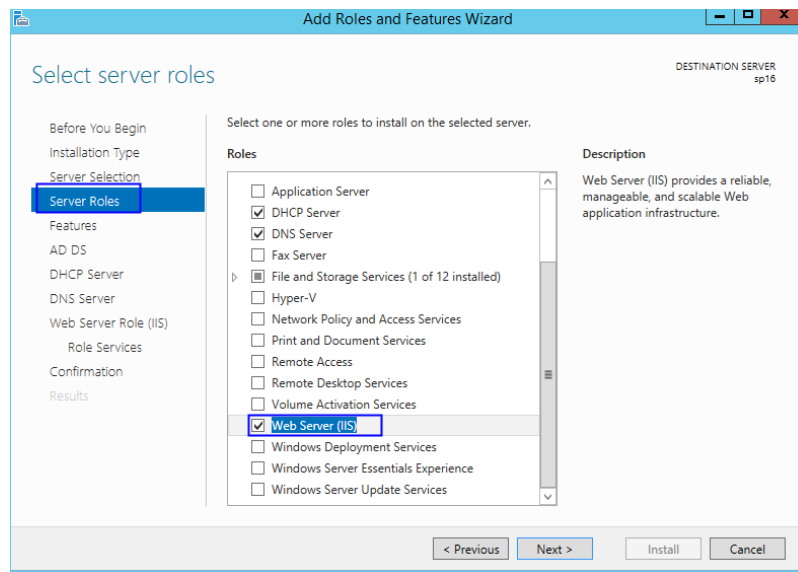 Add Roles and Features Wizard
Select server roles
DESTINATION SERVER
sp16
Before You Begin
Installation Type
Server Selection
Server Roles
Features
AD DS
DHCP Server
DNS Server
Web Server Role (IIS)
Role Services
Confirmation
Results
Select one or more roles to install on the selected server.
Roles
Application Server
DHCP Server
DNS Server
Fax Server
File and Storage Services (1 of 12 installed)
Hyper-V
Network Policy and Access Services
Print and Document Services
Remote Access
Remote Desktop Services
Volume Activation Services
Web Server (IIS)
Windows Deployment Services
Windows Server Essentials Experience
Windows Server Update Services
Description
Web Server (IIS) provides a reliable,
manageable, and scalable Web
application infrastructure.
< Previous
Next >
Install
Cancel